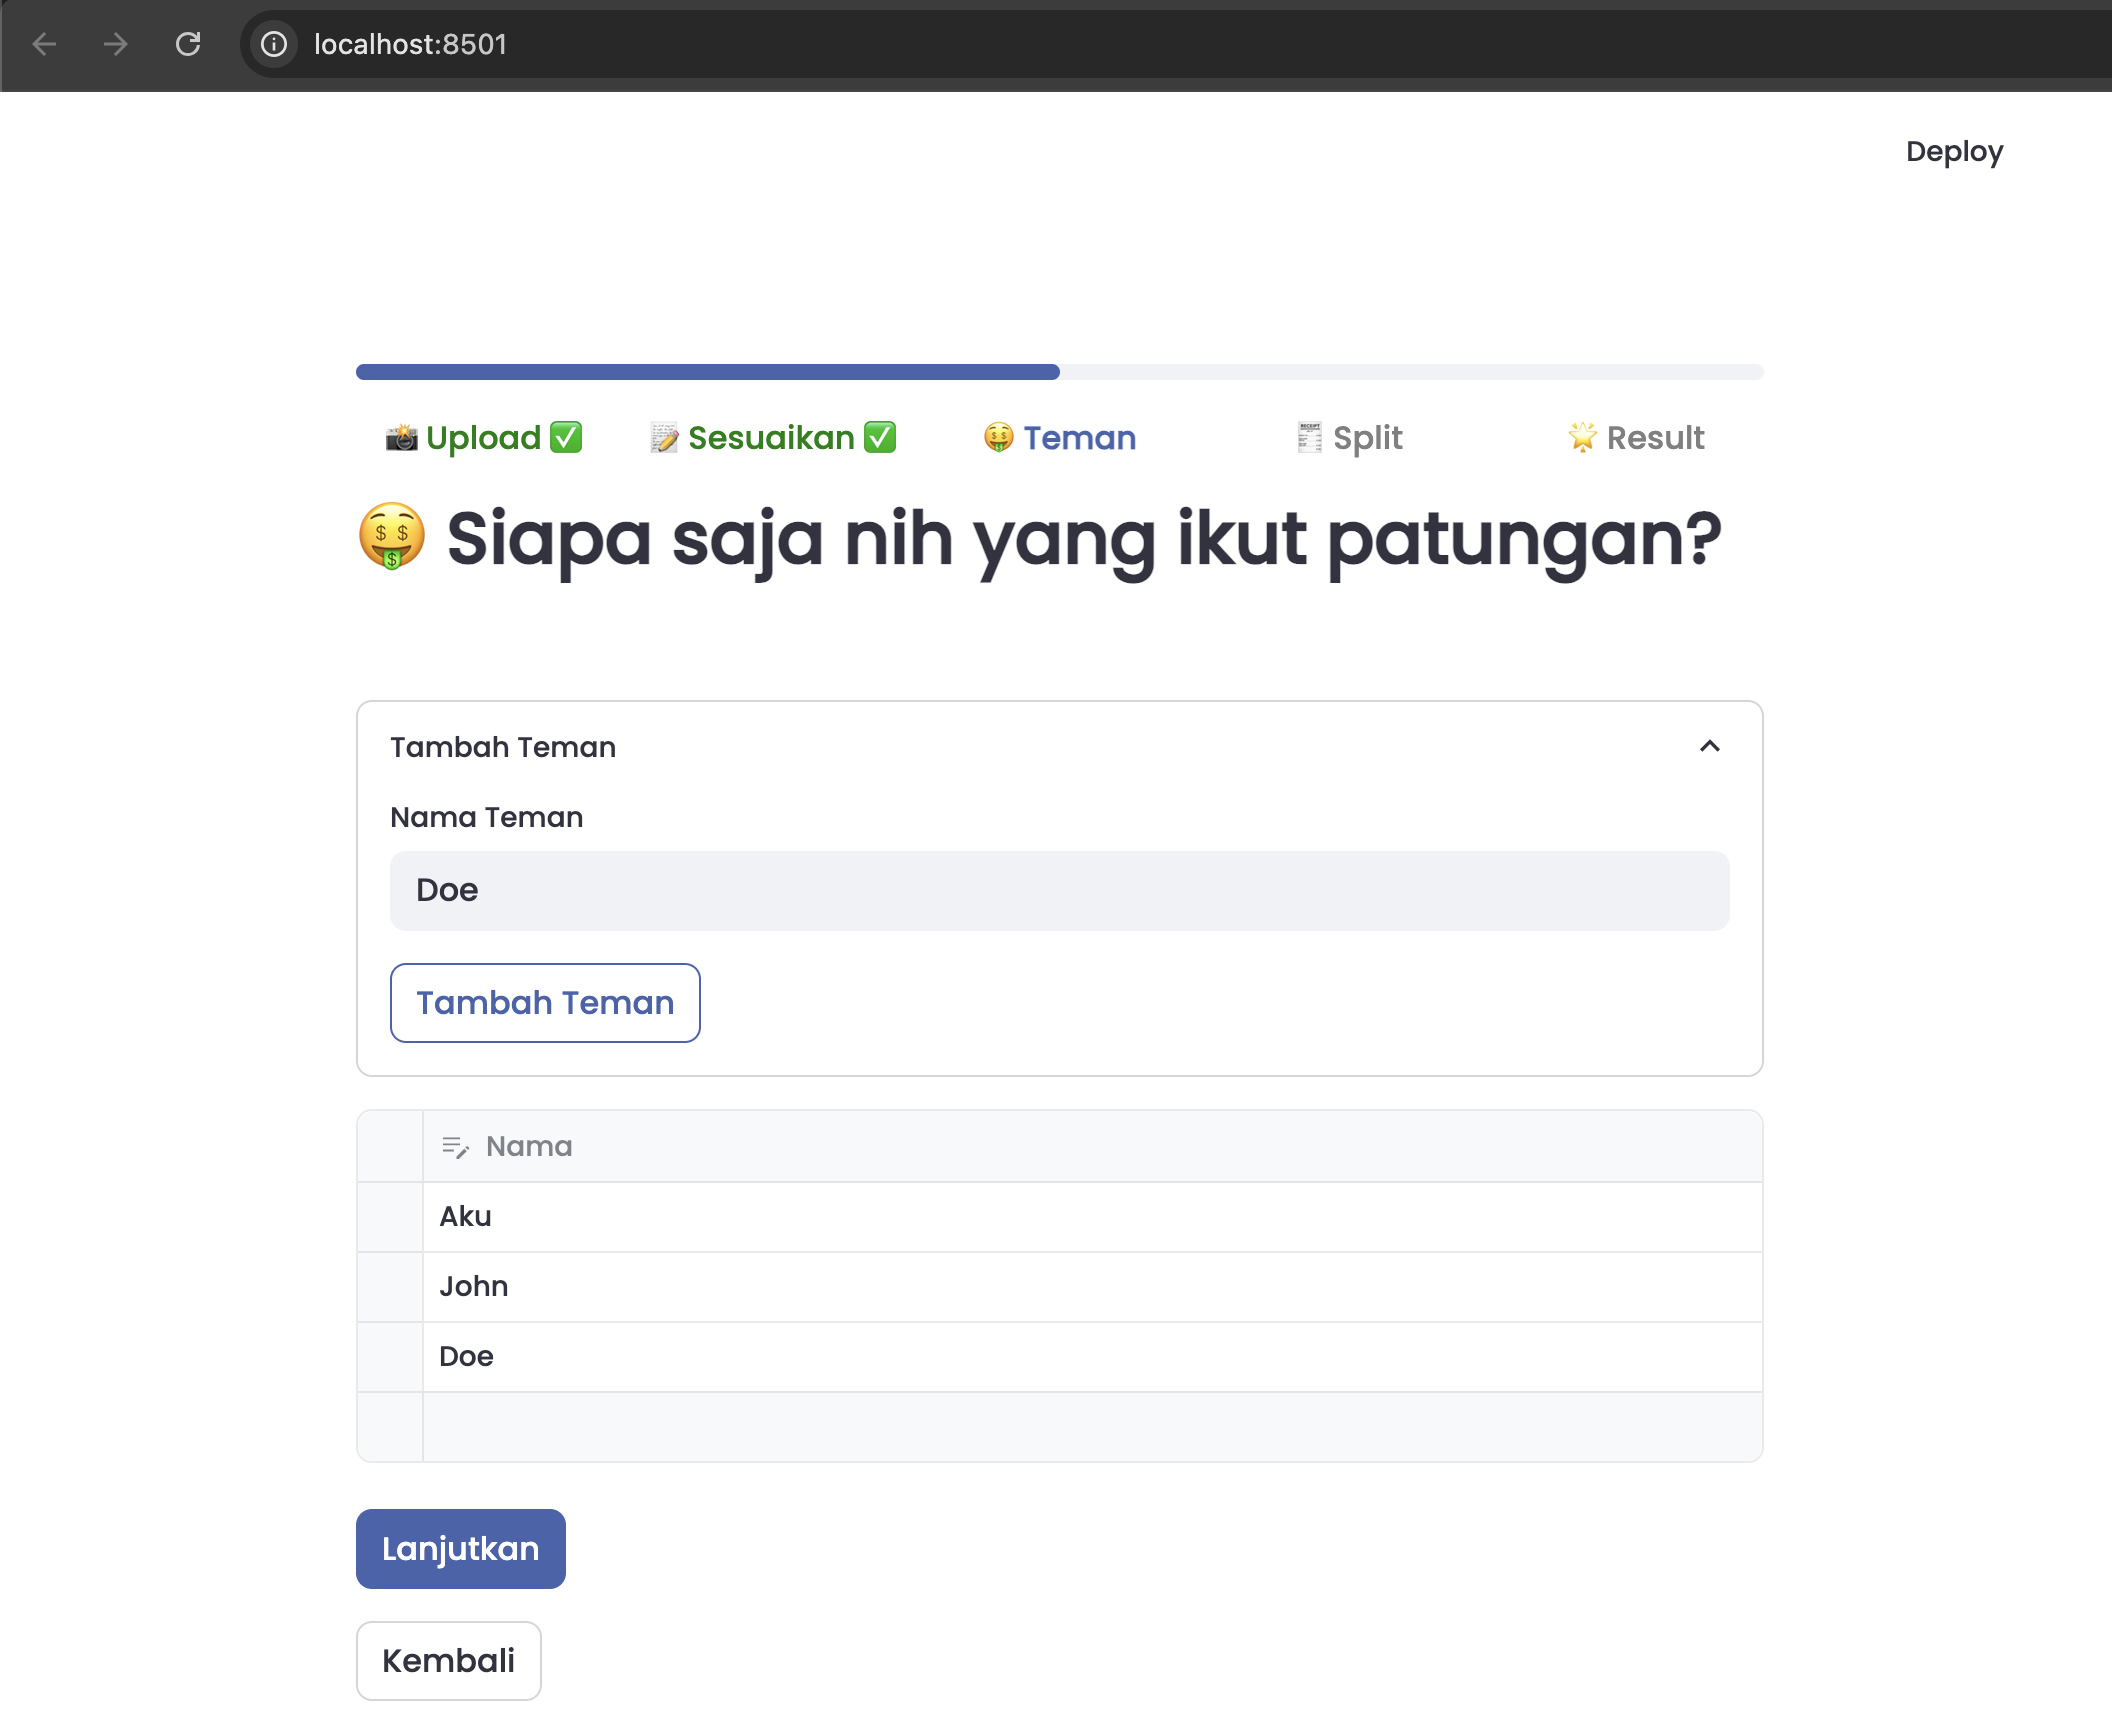 localhost:8501
Deploy
📸 Upload ✅ 📝 Sesuaikan ✅ 🤑 Teman 🧾 Split 🌟 Result
🤑 Siapa saja nih yang ikut patungan?
Tambah Teman
Nama Teman
Doe
Tambah Teman
Nama
Aku
John
Doe
Lanjutkan
Kembali